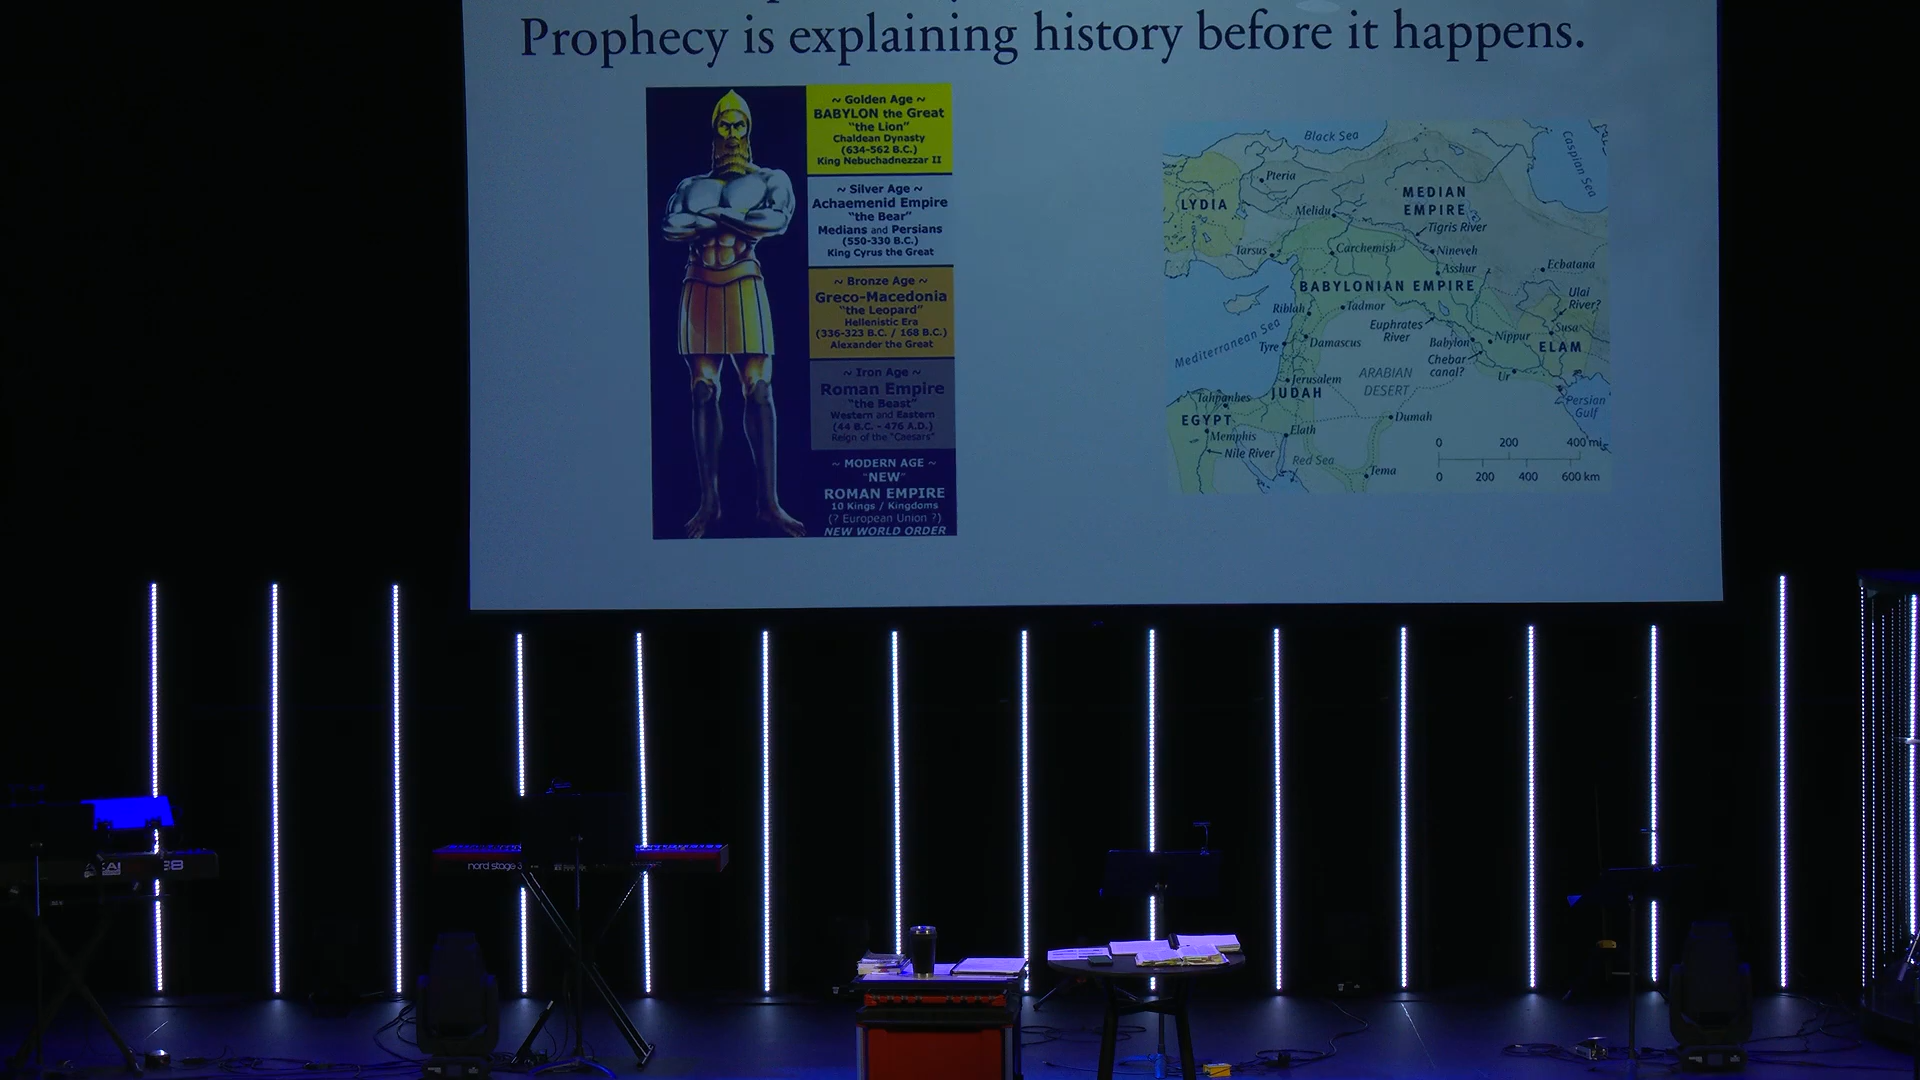 Prophecy is explaining history before it happens.
~ Golden Age ~
BABYLON the Great
"the Lion"
Chaldean Dynasty
(634-562 B.C.)
King Nebuchadnezzar II
~ Silver Age ~
Achaemenid Empire
"the Bear"
Medians and Persians
(550-330 B.C.)
King Cyrus the Great
~ Bronze Age ~
Greco-Macedonia
"the Leopard"
Hellenistic Era
(336-323 B.C. / 168 B.C.)
Alexander the Great
~ Iron Age ~
Roman Empire
"the Beast"
Western and Eastern
(44 B.C. - 476 A.D.)
Reign of the "Caesars"
~ MODERN AGE ~
"NEW"
ROMAN EMPIRE
10 Kings / Kingdoms
(? European Union ?)
NEW WORLD ORDER
Black Sea
Caspian Sea
Pteria
LYDIA
MEDIAN
EMPIRE
Melidu
Tigris River
Tarsus
Carchemish
Nineveh
Asshur
Ecbatana
BABYLONIAN EMPIRE
Ulai
River?
Riblah
Tadmor
Euphrates
River
Susa
Mediterranean Sea
Tyre
Damascus
Babylon
Nippur
ELAM
Chebar
canal?
Ur
ARABIAN
DESERT
Jerusalem
JUDAH
Persian
Gulf
Tahpanhes
EGYPT
Dumah
Memphis
Elath
Nile River
Red Sea
Tema
0 200 400 mi
0 200 400 600 km
nord stage 3